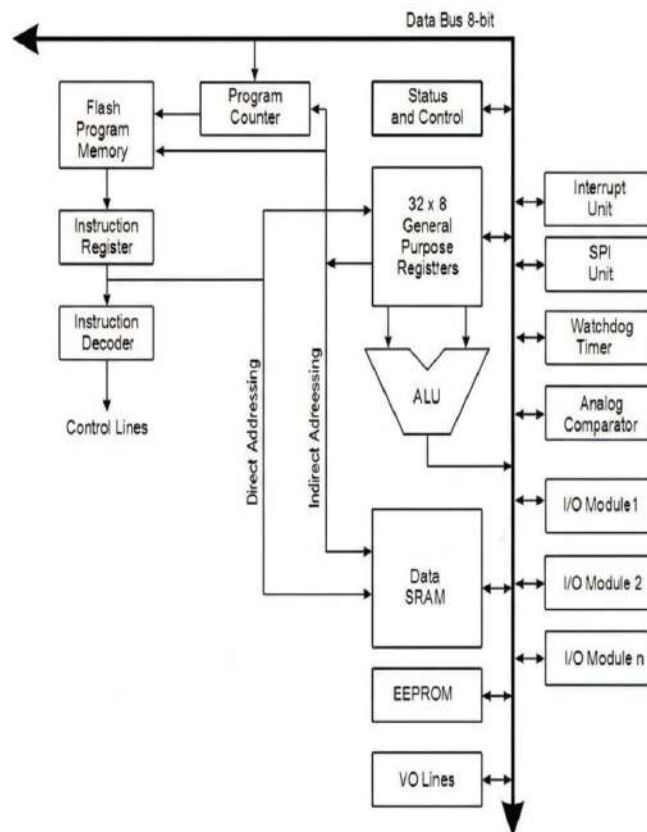 Data Bus 8-bit
Flash
Program
Memory
Program
Counter
Status
and Control
Instruction
Register
32 x 8
General
Purpose
Registters
Interrupt
Unit
SPI
Unit
Instruction
Decoder
Watchdog
Timer
ALU
Control Lines
Analog
Comparator
Direct Addressing
Indirect Adreessing
I/O Module1
Data
SRAM
I/O Module 2
I/O Module n
EEPROM
VO Lines